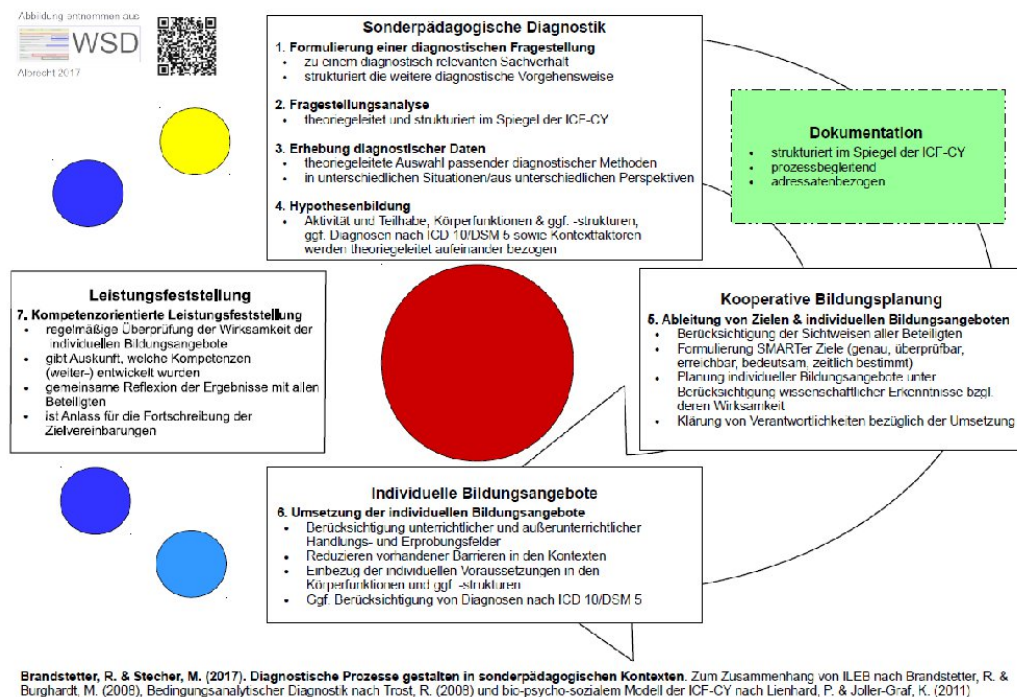 Abbildung entnommen aus
WSD
Albrecht 2017
Sonderpädagogische Diagnostik
1. Formulierung einer diagnostischen Fragestellung
• zu einem diagnostisch relevanten Sachverhalt
• strukturiert die weitere diagnostische Vorgehensweise
2. Fragestellungsanalyse
• theoriegeleitet und strukturiert im Spiegel der ICF-CY
3. Erhebung diagnostischer Daten
• theoriegeleitete Auswahl passender diagnostischer Methoden
• in unterschiedlichen Situationen/aus unterschiedlichen Perspektiven
4. Hypothesenbildung
• Aktivität und Teilhabe, Körperfunktionen & ggf. -strukturen,
ggf. Diagnosen nach ICD 10/DSM 5 sowie Kontextfaktoren
werden theoriegeleitet aufeinander bezogen
Dokumentation
• strukturiert im Spiegel der ICF-CY
• prozessbegleitend
• adressatenbezogen
Leistungsfeststellung
7. Kompetenzorientierte Leistungsfeststellung
• regelmäßige Überprüfung der Wirksamkeit der
individuellen Bildungsangebote
• gibt Auskunft, welche Kompetenzen
(weiter-) entwickelt wurden
• gemeinsame Reflexion der Ergebnisse mit allen
Beteiligten
• ist Anlass für die Fortschreibung der
Zielvereinbarungen
Kooperative Bildungsplanung
5. Ableitung von Zielen & individuellen Bildungsangeboten
• Berücksichtigung der Sichtweisen aller Beteiligten
• Formulierung SMARTer Ziele (genau, überprüfbar,
erreichbar, bedeutsam, zeitlich bestimmt)
• Planung individueller Bildungsangebote unter
Berücksichtigung wissenschaftlicher Erkenntnisse bzgl.
deren Wirksamkeit
• Klärung von Verantwortlichkeiten bezüglich der Umsetzung
Individuelle Bildungsangebote
6. Umsetzung der individuellen Bildungsangebote
• Berücksichtigung unterrichtlicher und außerunterrichtlicher
Handlungs- und Erprobungsfelder
• Reduzieren vorhandener Barrieren in den Kontexten
• Einbezug der individuellen Voraussetzungen in den
Körperfunktionen und ggf. -strukturen
• Ggf. Berücksichtigung von Diagnosen nach ICD 10/DSM 5
Brandstetter, R. & Stecher, M. (2017). Diagnostische Prozesse gestalten in sonderpädagogischen Kontexten. Zum Zusammenhang von ILEB nach Brandstetter, R. &
Burghardt, M. (2008), Bedingungsanalytischer Diagnostik nach Trost, R. (2008) und bio-psycho-sozialem Modell der ICF-CY nach Lienhard, P. & Joller-Graf, K. (2011)